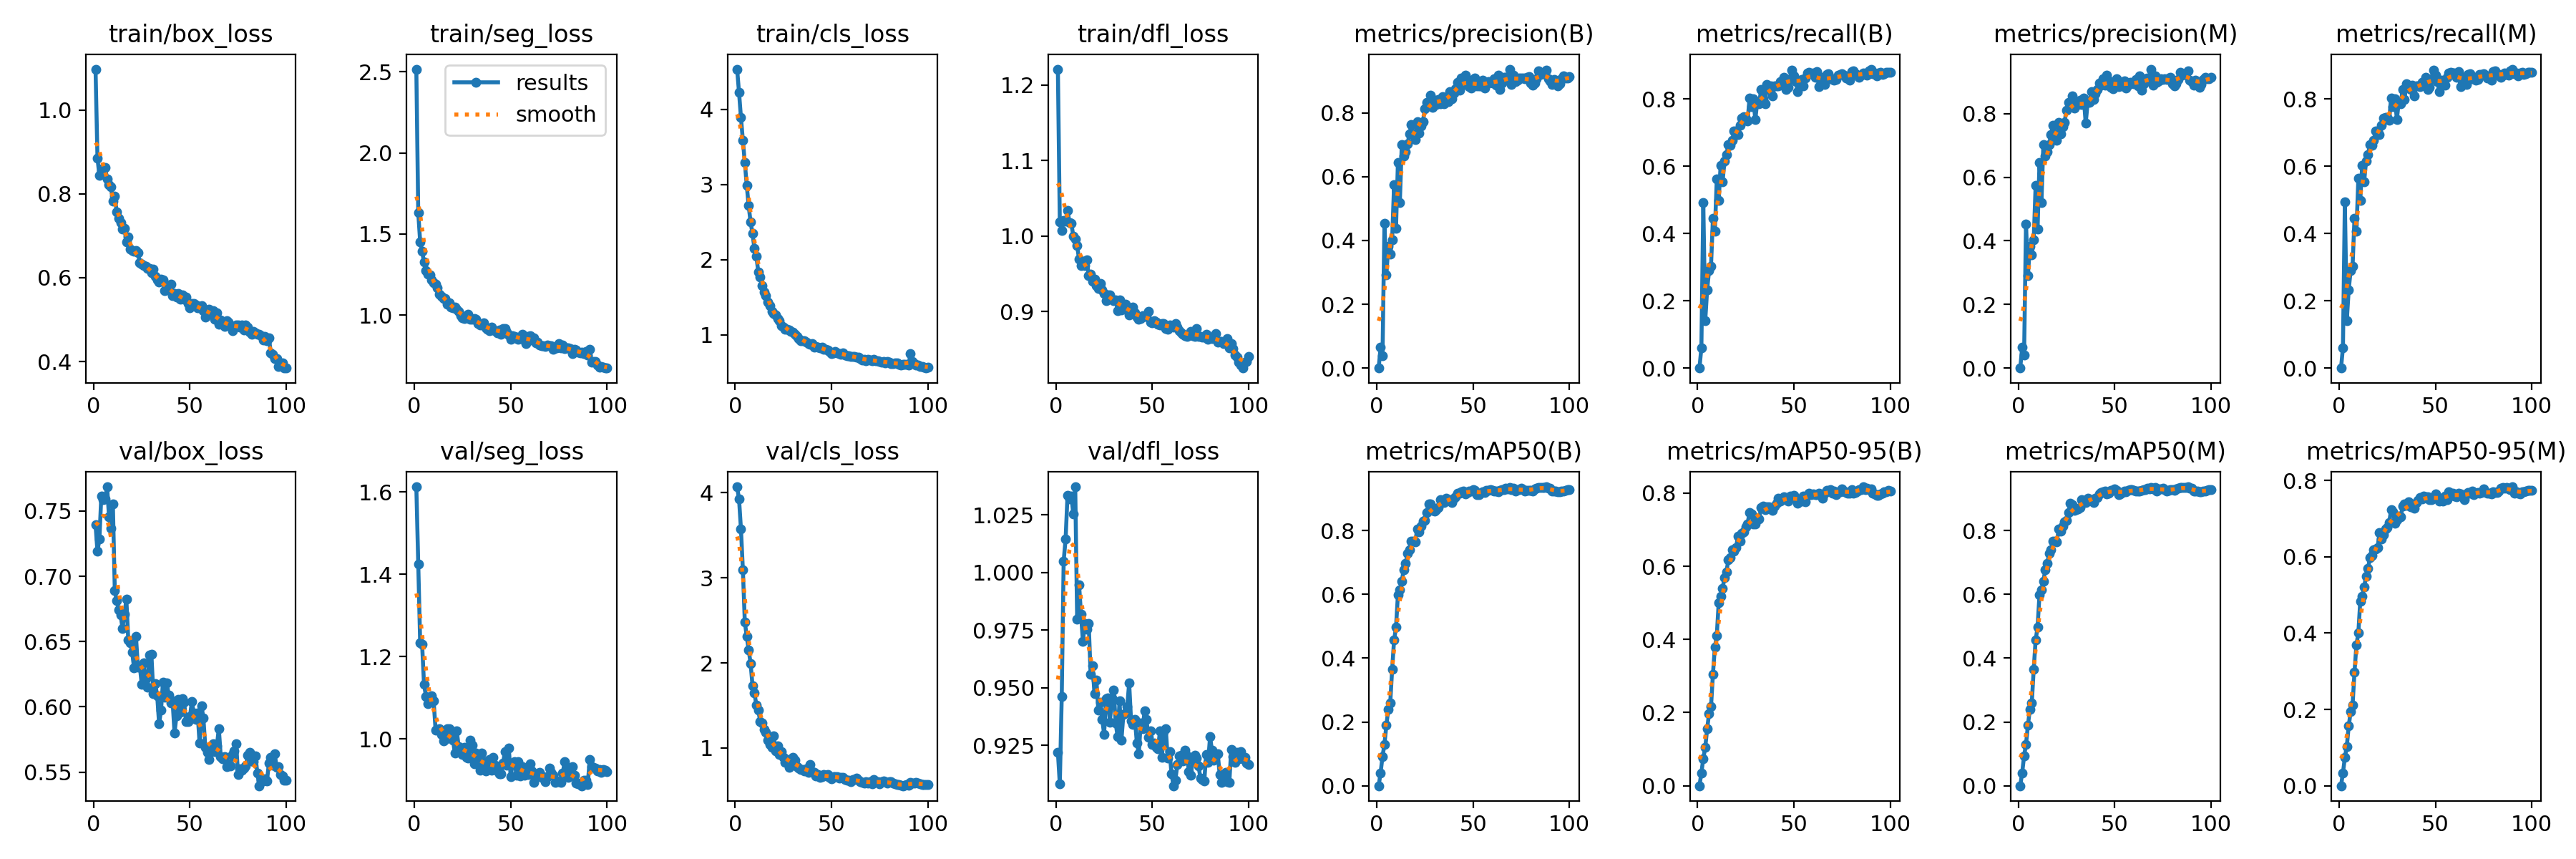 train/box_loss
train/seg_loss
train/cls_loss
train/dfl_loss
metrics/precision(B)
metrics/recall(B)
metrics/precision(M)
metrics/recall(M)
1.0
0.8
0.6
0.4
0 50 100
2.5
2.0
1.5
1.0
results
smooth
0 50 100
4
3
2
1
0 50 100
1.2
1.1
1.0
0.9
0 50 100
0.8
0.6
0.4
0.2
0.0
0 50 100
0.8
0.6
0.4
0.2
0.0
0 50 100
0.8
0.6
0.4
0.2
0.0
0 50 100
0.8
0.6
0.4
0.2
0.0
0 50 100
val/box_loss
val/seg_loss
val/cls_loss
val/dfl_loss
metrics/mAP50(B)
metrics/mAP50-95(B)
metrics/mAP50(M)
metrics/mAP50-95(M)
0.75
0.70
0.65
0.60
0.55
0 50 100
1.6
1.4
1.2
1.0
0 50 100
4
3
2
1
0 50 100
1.025
1.000
0.975
0.950
0.925
0 50 100
0.8
0.6
0.4
0.2
0.0
0 50 100
0.8
0.6
0.4
0.2
0.0
0 50 100
0.8
0.6
0.4
0.2
0.0
0 50 100
0.8
0.6
0.4
0.2
0.0
0 50 100